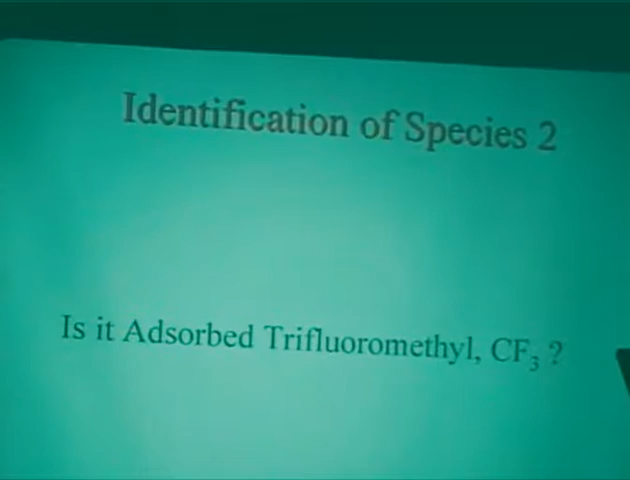 Identification of Species 2
Is it Adsorbed Trifluoromethyl, CF₃ ?